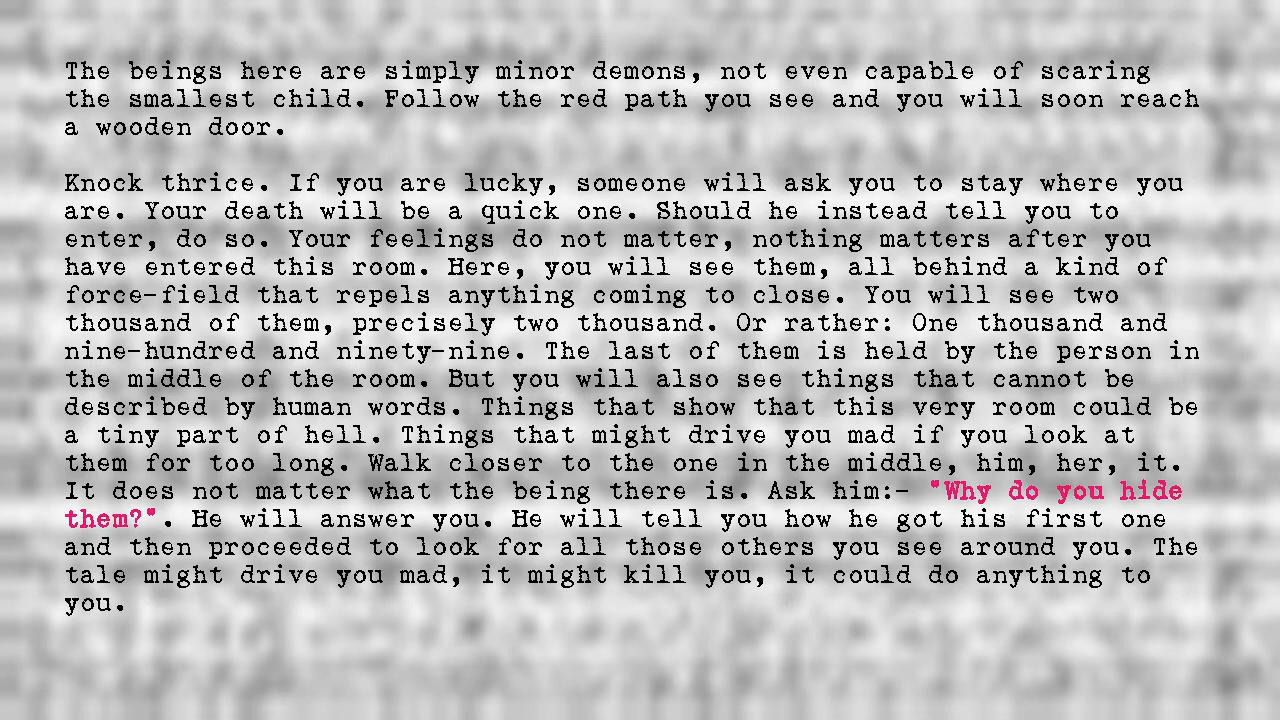 The beings here are simply minor demons, not even capable of scaring
the smallest child. Follow the red path you see and you will soon reach
a wooden door.
Knock thrice. If you are lucky, someone will ask you to stay where you
are. Your death will be a quick one. Should he instead tell you to
enter, do so. Your feelings do not matter, nothing matters after you
have entered this room. Here, you will see them, all behind a kind of
force-field that repels anything coming to close. You will see two
thousand of them, precisely two thousand. Or rather: One thousand and
nine-hundred and ninety-nine. The last of them is held by the person in
the middle of the room. But you will also see things that cannot be
described by human words. Things that show that this very room could be
a tiny part of hell. Things that might drive you mad if you look at
them for too long. Walk closer to the one in the middle, him, her, it.
It does not matter what the being there is. Ask him:- "Why do you hide
them?". He will answer you. He will tell you how he got his first one
and then proceeded to look for all those others you see around you. The
tale might drive you mad, it might kill you, it could do anything to
you.